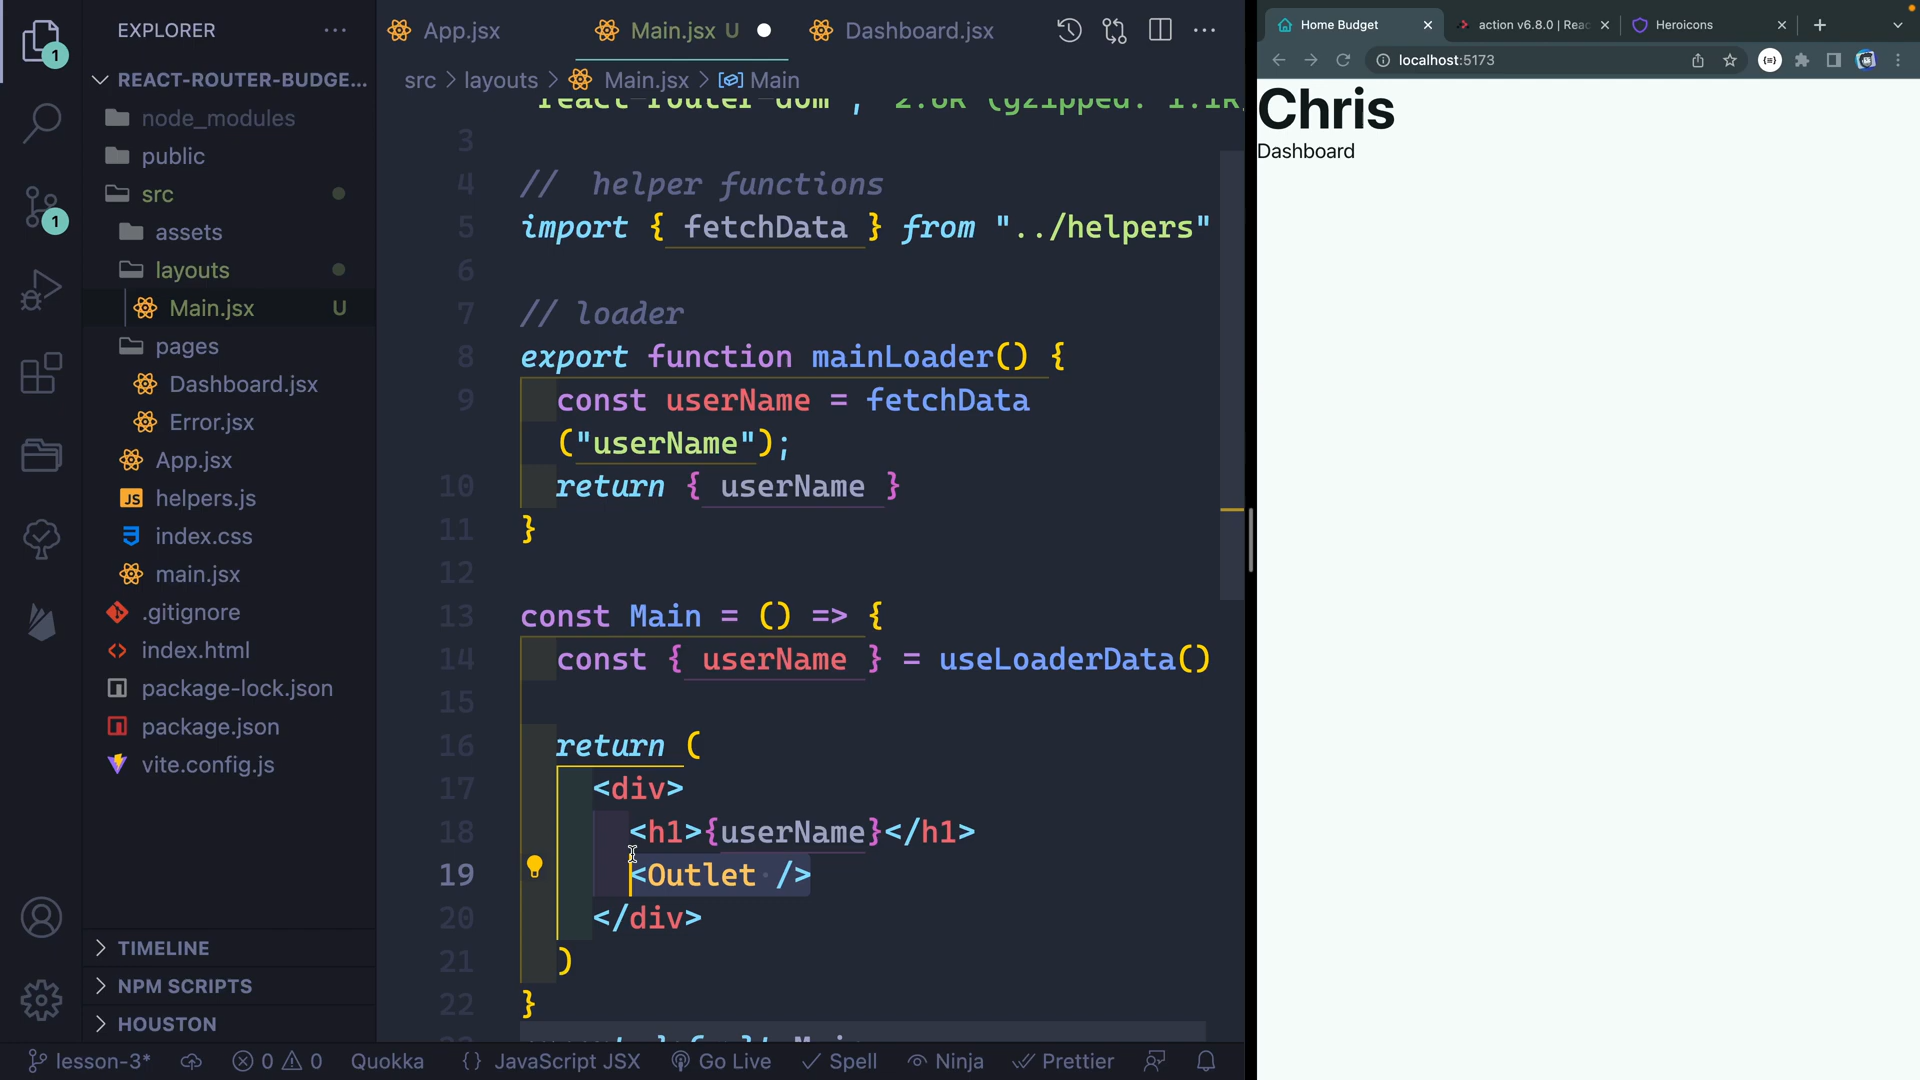 EXPLORER
REACT-ROUTER-BUDGE...
node_modules
public
src
assets
layouts
Main.jsx U
pages
Dashboard.jsx
Error.jsx
App.jsx
JS helpers.js
index.css
main.jsx
.gitignore
index.html
package-lock.json
package.json
vite.config.js
TIMELINE
NPM SCRIPTS
HOUSTON
1
1
App.jsx
Main.jsx U
Dashboard.jsx
src > layouts > Main.jsx > Main
"react-router-dom"
3
4 // helper functions
5 import { fetchData } from "../helpers"
6
7 // loader
8 export function mainLoader() {
9 const userName = fetchData
("userName");
10 return { userName }
11 }
12
13 const Main = () => {
14 const { userName } = useLoaderData()
15
16 return (
17 <div>
18 <h1>{userName}</h1>
19 <Outlet />
20 </div>
21 )
22 }
lesson-3*
0
0
Quokka
{} JavaScript JSX
Go Live
Spell
Ninja
Prettier
Home Budget
action v6.8.0 | Reac
Heroicons
localhost:5173
Chris
Dashboard